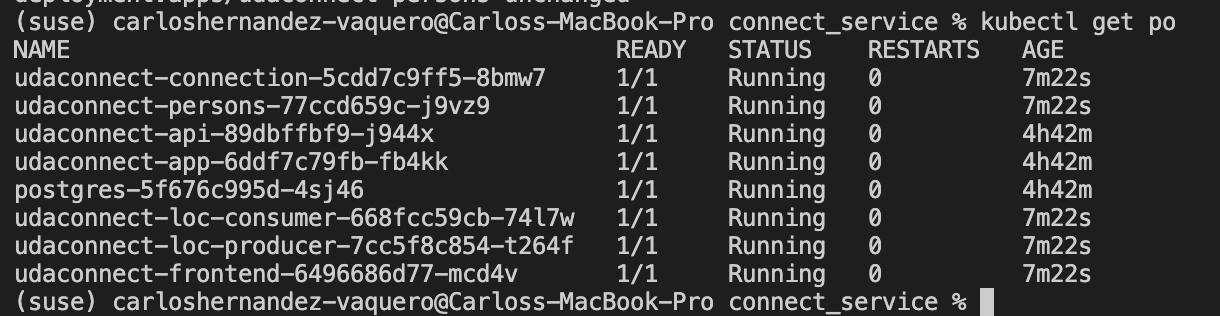 deployment.apps/udaconnect-persons unchanged
(suse) carloshernandez-vaquero@Carloss-MacBook-Pro connect_service % kubectl get po
NAME READY STATUS RESTARTS AGE
udaconnect-connection-5cdd7c9ff5-8bmw7 1/1 Running 0 7m22s
udaconnect-persons-77ccd659c-j9vz9 1/1 Running 0 7m22s
udaconnect-api-89dbffbf9-j944x 1/1 Running 0 4h42m
udaconnect-app-6ddf7c79fb-fb4kk 1/1 Running 0 4h42m
postgres-5f676c995d-4sj46 1/1 Running 0 4h42m
udaconnect-loc-consumer-668fcc59cb-74l7w 1/1 Running 0 7m22s
udaconnect-loc-producer-7cc5f8c854-t264f 1/1 Running 0 7m22s
udaconnect-frontend-6496686d77-mcd4v 1/1 Running 0 7m22s
(suse) carloshernandez-vaquero@Carloss-MacBook-Pro connect_service %